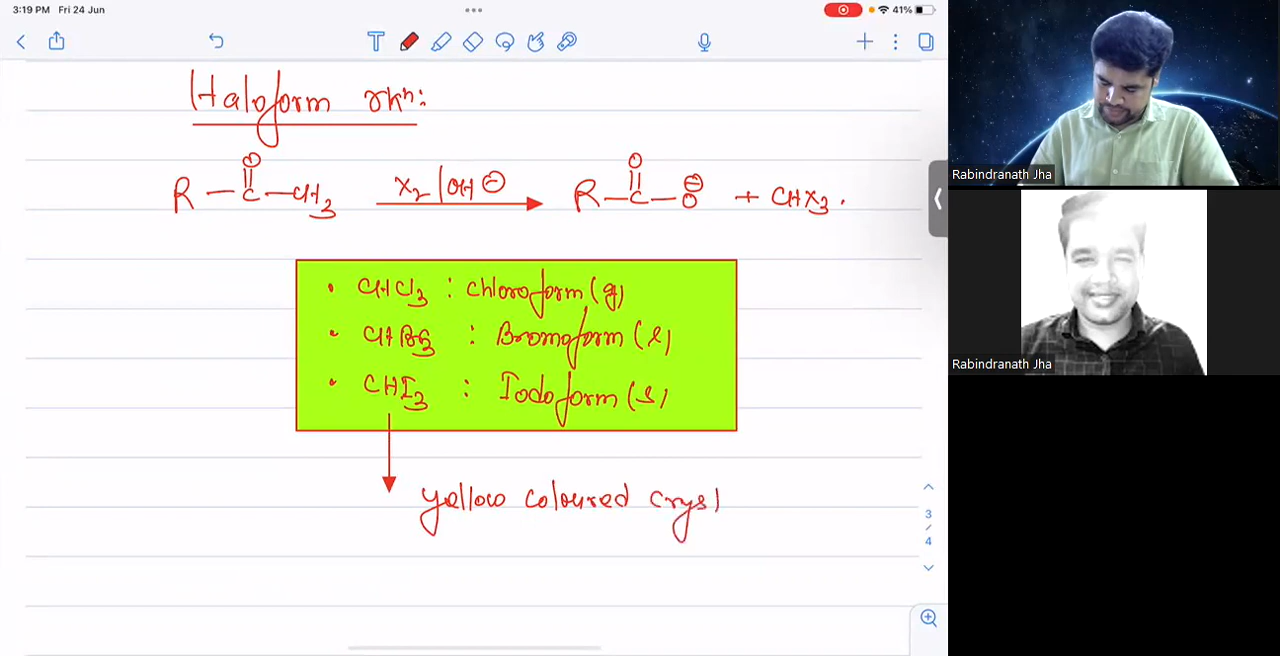 3:19 PM Fri 24 Jun
41%
Haloform rxn:
R — C — CH3 X2 | OH⊖ R — C — O⊖ + CHX3.
O O
• CHCl3 : Chloroform (g)
• CHBr3 : Bromoform (l)
• CHI3 : Iodoform (s)
yellow coloured crys
3
/
4
Rabindranath Jha
Rabindranath Jha